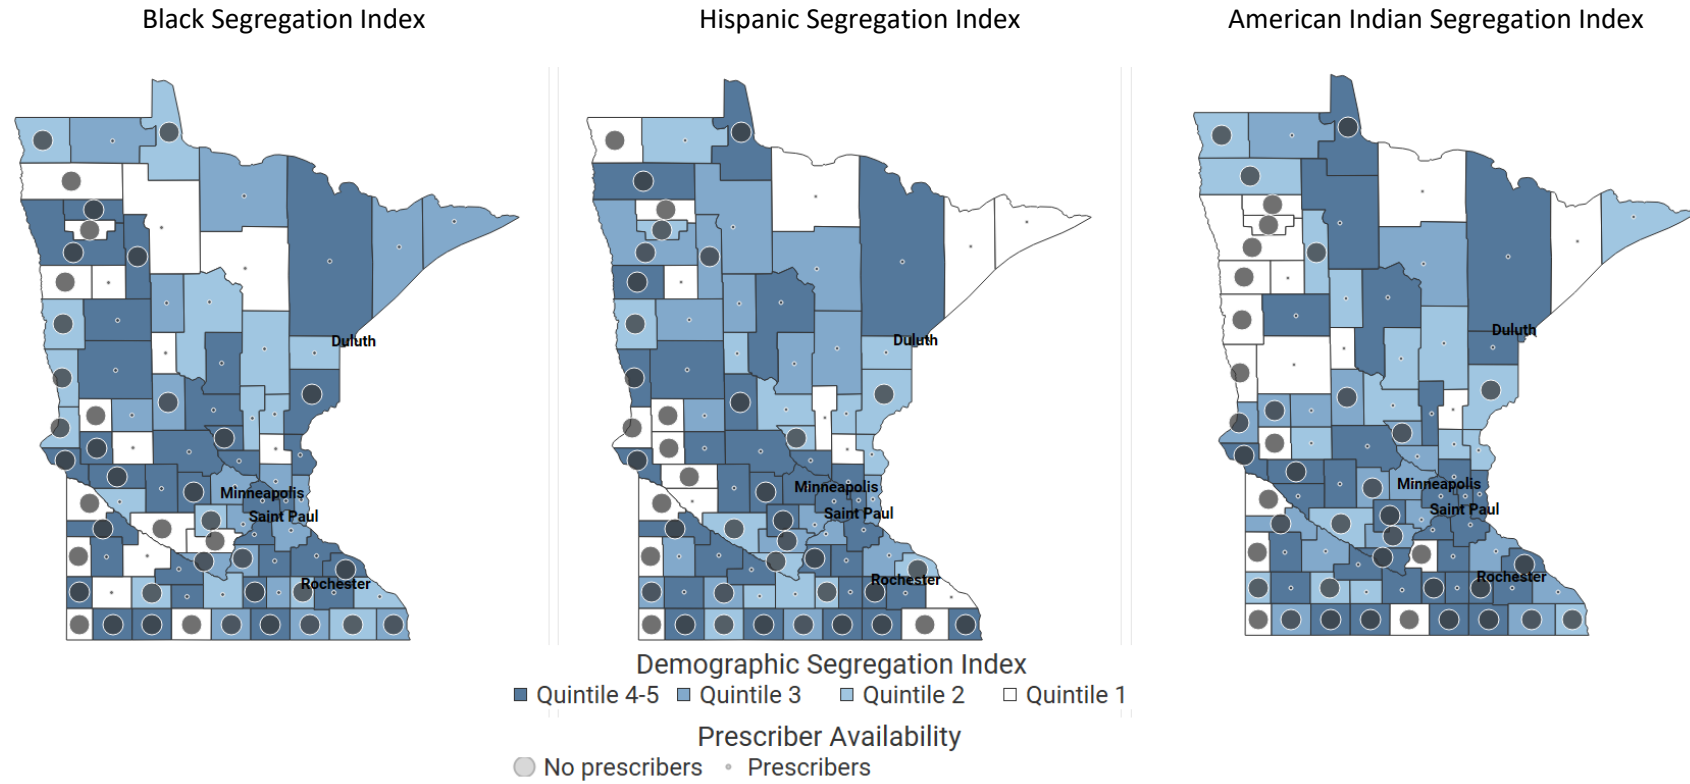 Black Segregation Index
Hispanic Segregation Index
American Indian Segregation Index
Duluth
Minneapolis
Saint Paul
Rochester
Duluth
Minneapolis
Saint Paul
Rochester
Duluth
Minneapolis
Saint Paul
Rochester
Demographic Segregation Index
Quintile 4-5 Quintile 3 Quintile 2 Quintile 1
Prescriber Availability
No prescribers Prescribers